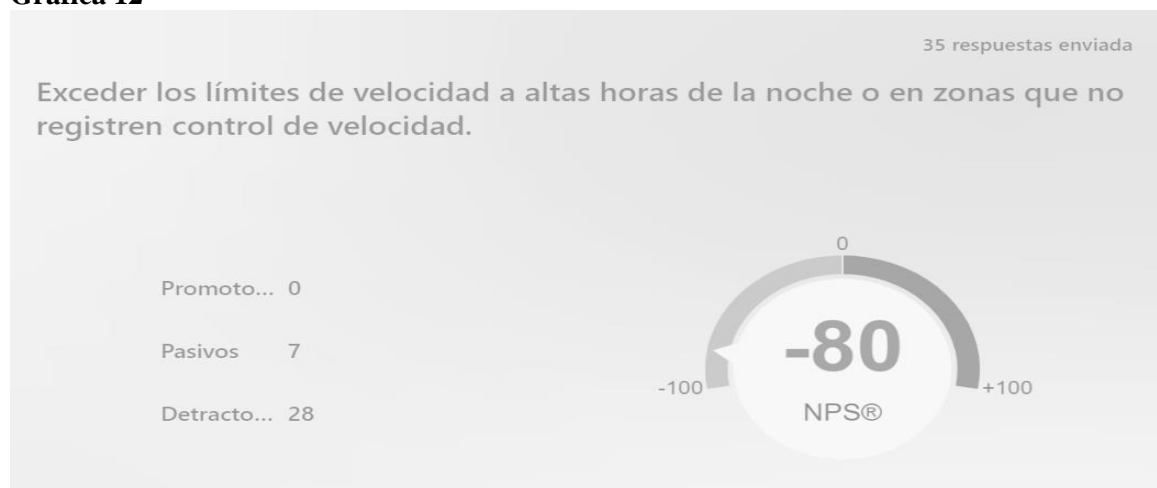 Gráfica 12
35 respuestas enviada
Exceder los límites de velocidad a altas horas de la noche o en zonas que no
registren control de velocidad.
Promoto... 0
Pasivos 7
Detracto... 28
0
-80
-100
+100
NPS®